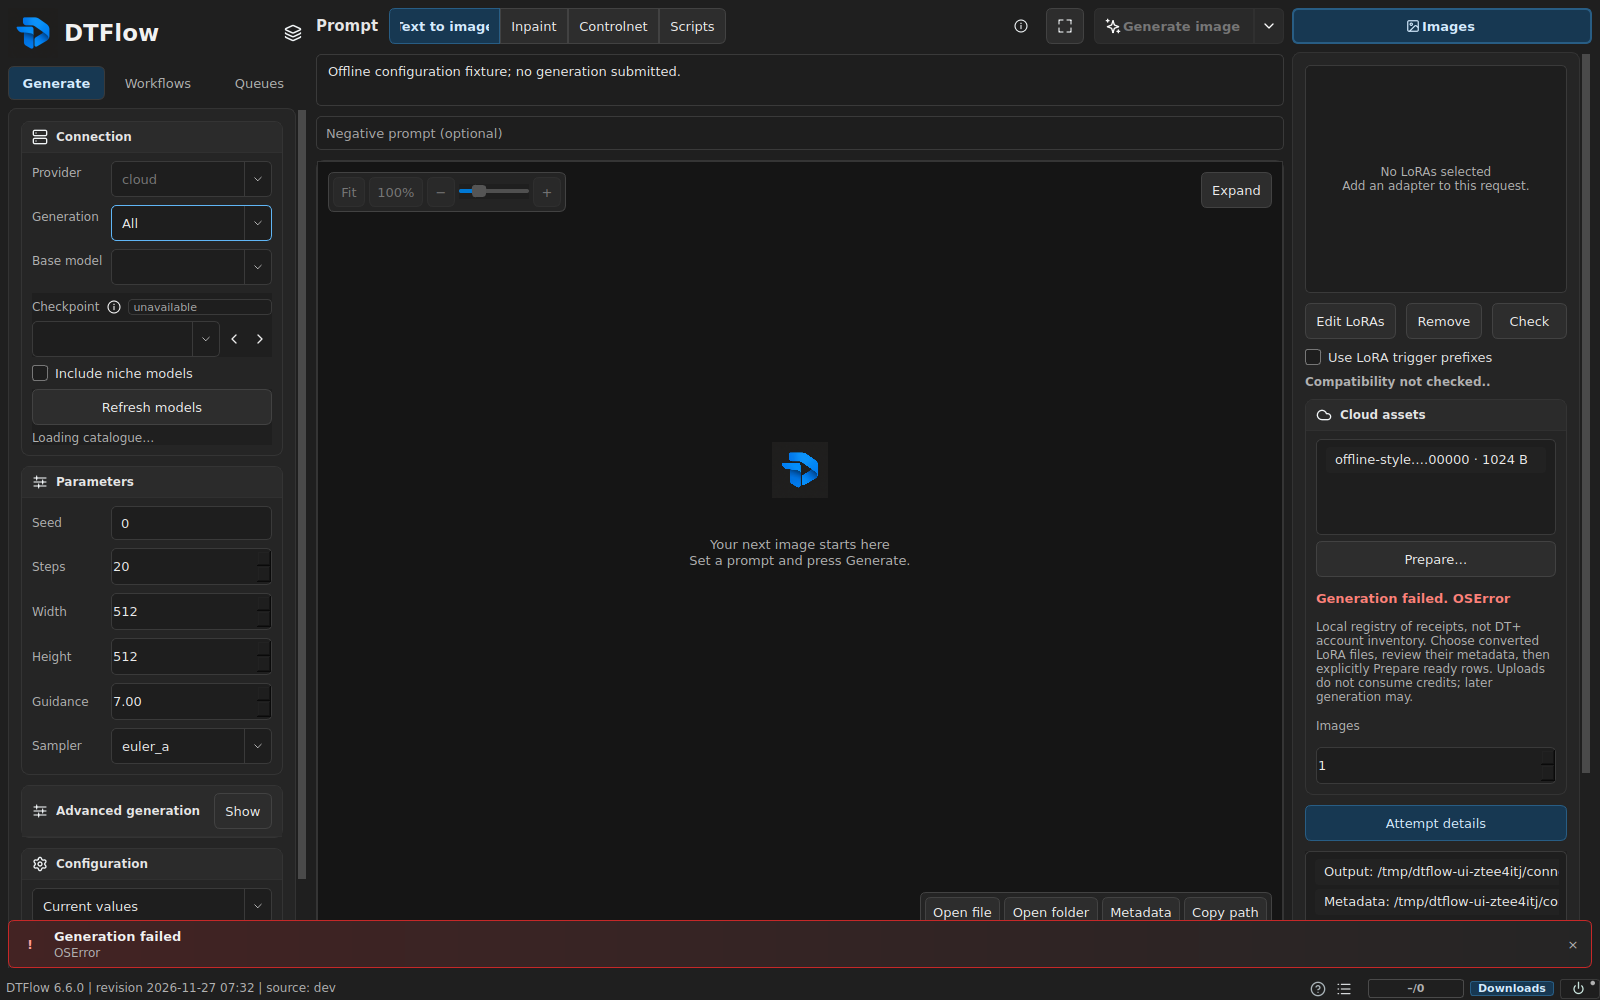 DTFlow
Generate
Workflows
Queues
Connection
Provider
cloud
Generation
All
Base model
Checkpoint
unavailable
Include niche models
Refresh models
Loading catalogue...
Parameters
Seed
0
Steps
20
Width
512
Height
512
Guidance
7.00
Sampler
euler_a
Advanced generation
Show
Configuration
Current values
Prompt
ext to image
Inpaint
Controlnet
Scripts
Generate image
Offline configuration fixture; no generation submitted.
Negative prompt (optional)
Fit
100%
−
+
Expand
Your next image starts here
Set a prompt and press Generate.
Open file
Open folder
Metadata
Copy path
Images
No LoRAs selected
Add an adapter to this request.
Edit LoRAs
Remove
Check
Use LoRA trigger prefixes
Compatibility not checked..
Cloud assets
offline-style....00000 · 1024 B
Prepare...
Generation failed. OSError
Local registry of receipts, not DT+
account inventory. Choose converted
LoRA files, review their metadata, then
explicitly Prepare ready rows. Uploads
do not consume credits; later
generation may.
Images
1
Attempt details
Output: /tmp/dtflow-ui-ztee4itj/conn
Metadata: /tmp/dtflow-ui-ztee4itj/co
!
Generation failed
OSError
×
DTFlow 6.6.0 | revision 2026-11-27 07:32 | source: dev
-/0
Downloads